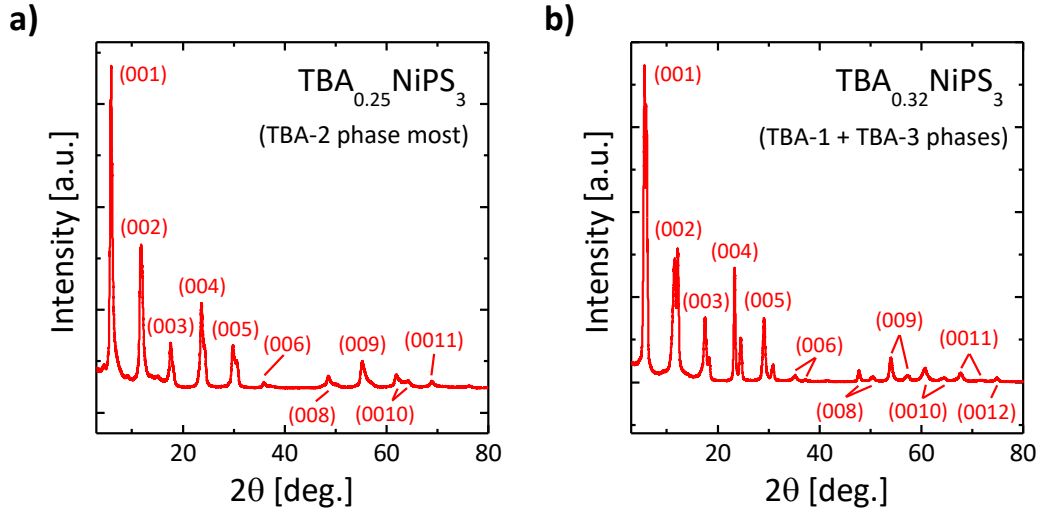 a)
TBA0.25NiPS3
(TBA-2 phase most)
(001)
(002)
(003)
(004)
(005)
(006)
(008)
(009)
(0010)
(0011)
Intensity [a.u.]
20 40 60 80
2θ [deg.]
b)
TBA0.32NiPS3
(TBA-1 + TBA-3 phases)
(001)
(002)
(003)
(004)
(005)
(006)
(008)
(009)
(0010)
(0011)
(0012)
Intensity [a.u.]
20 40 60 80
2θ [deg.]